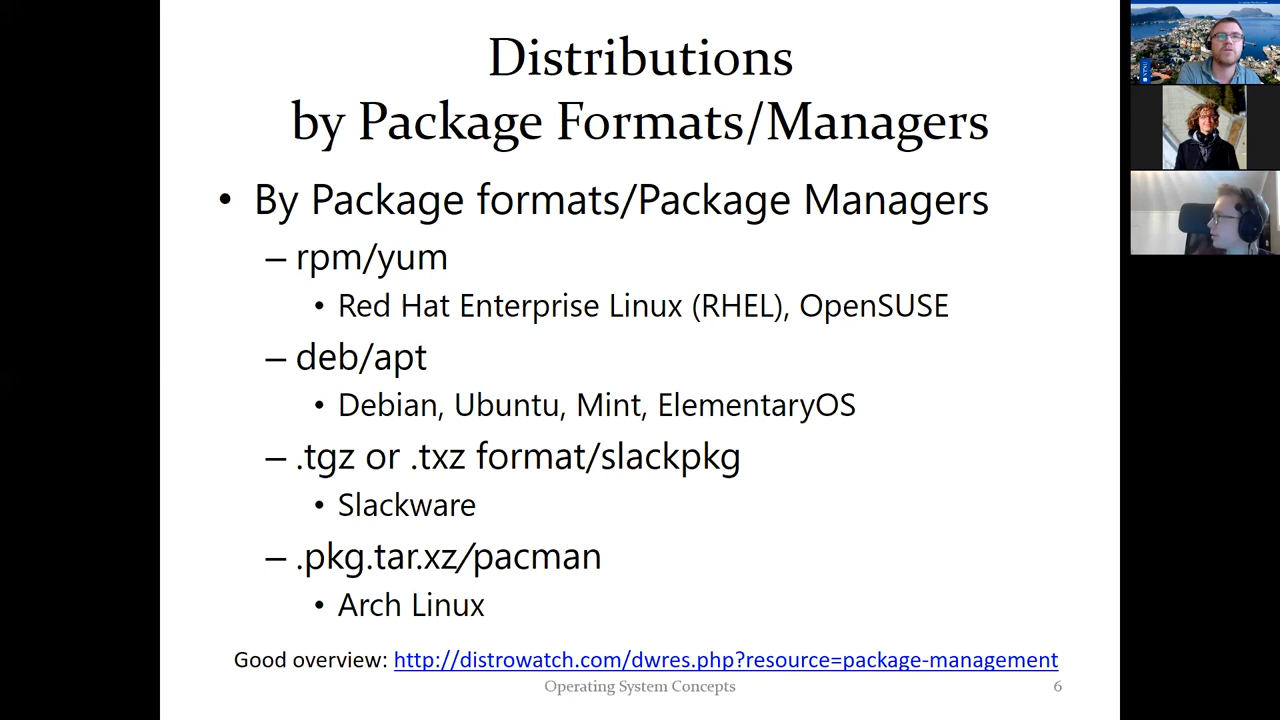 Distributions
by Package Formats/Managers
• By Package formats/Package Managers
– rpm/yum
• Red Hat Enterprise Linux (RHEL), OpenSUSE
– deb/apt
• Debian, Ubuntu, Mint, ElementaryOS
– .tgz or .txz format/slackpkg
• Slackware
– .pkg.tar.xz/pacman
• Arch Linux
Good overview: http://distrowatch.com/dwres.php?resource=package-management
Operating System Concepts
6
NTNU